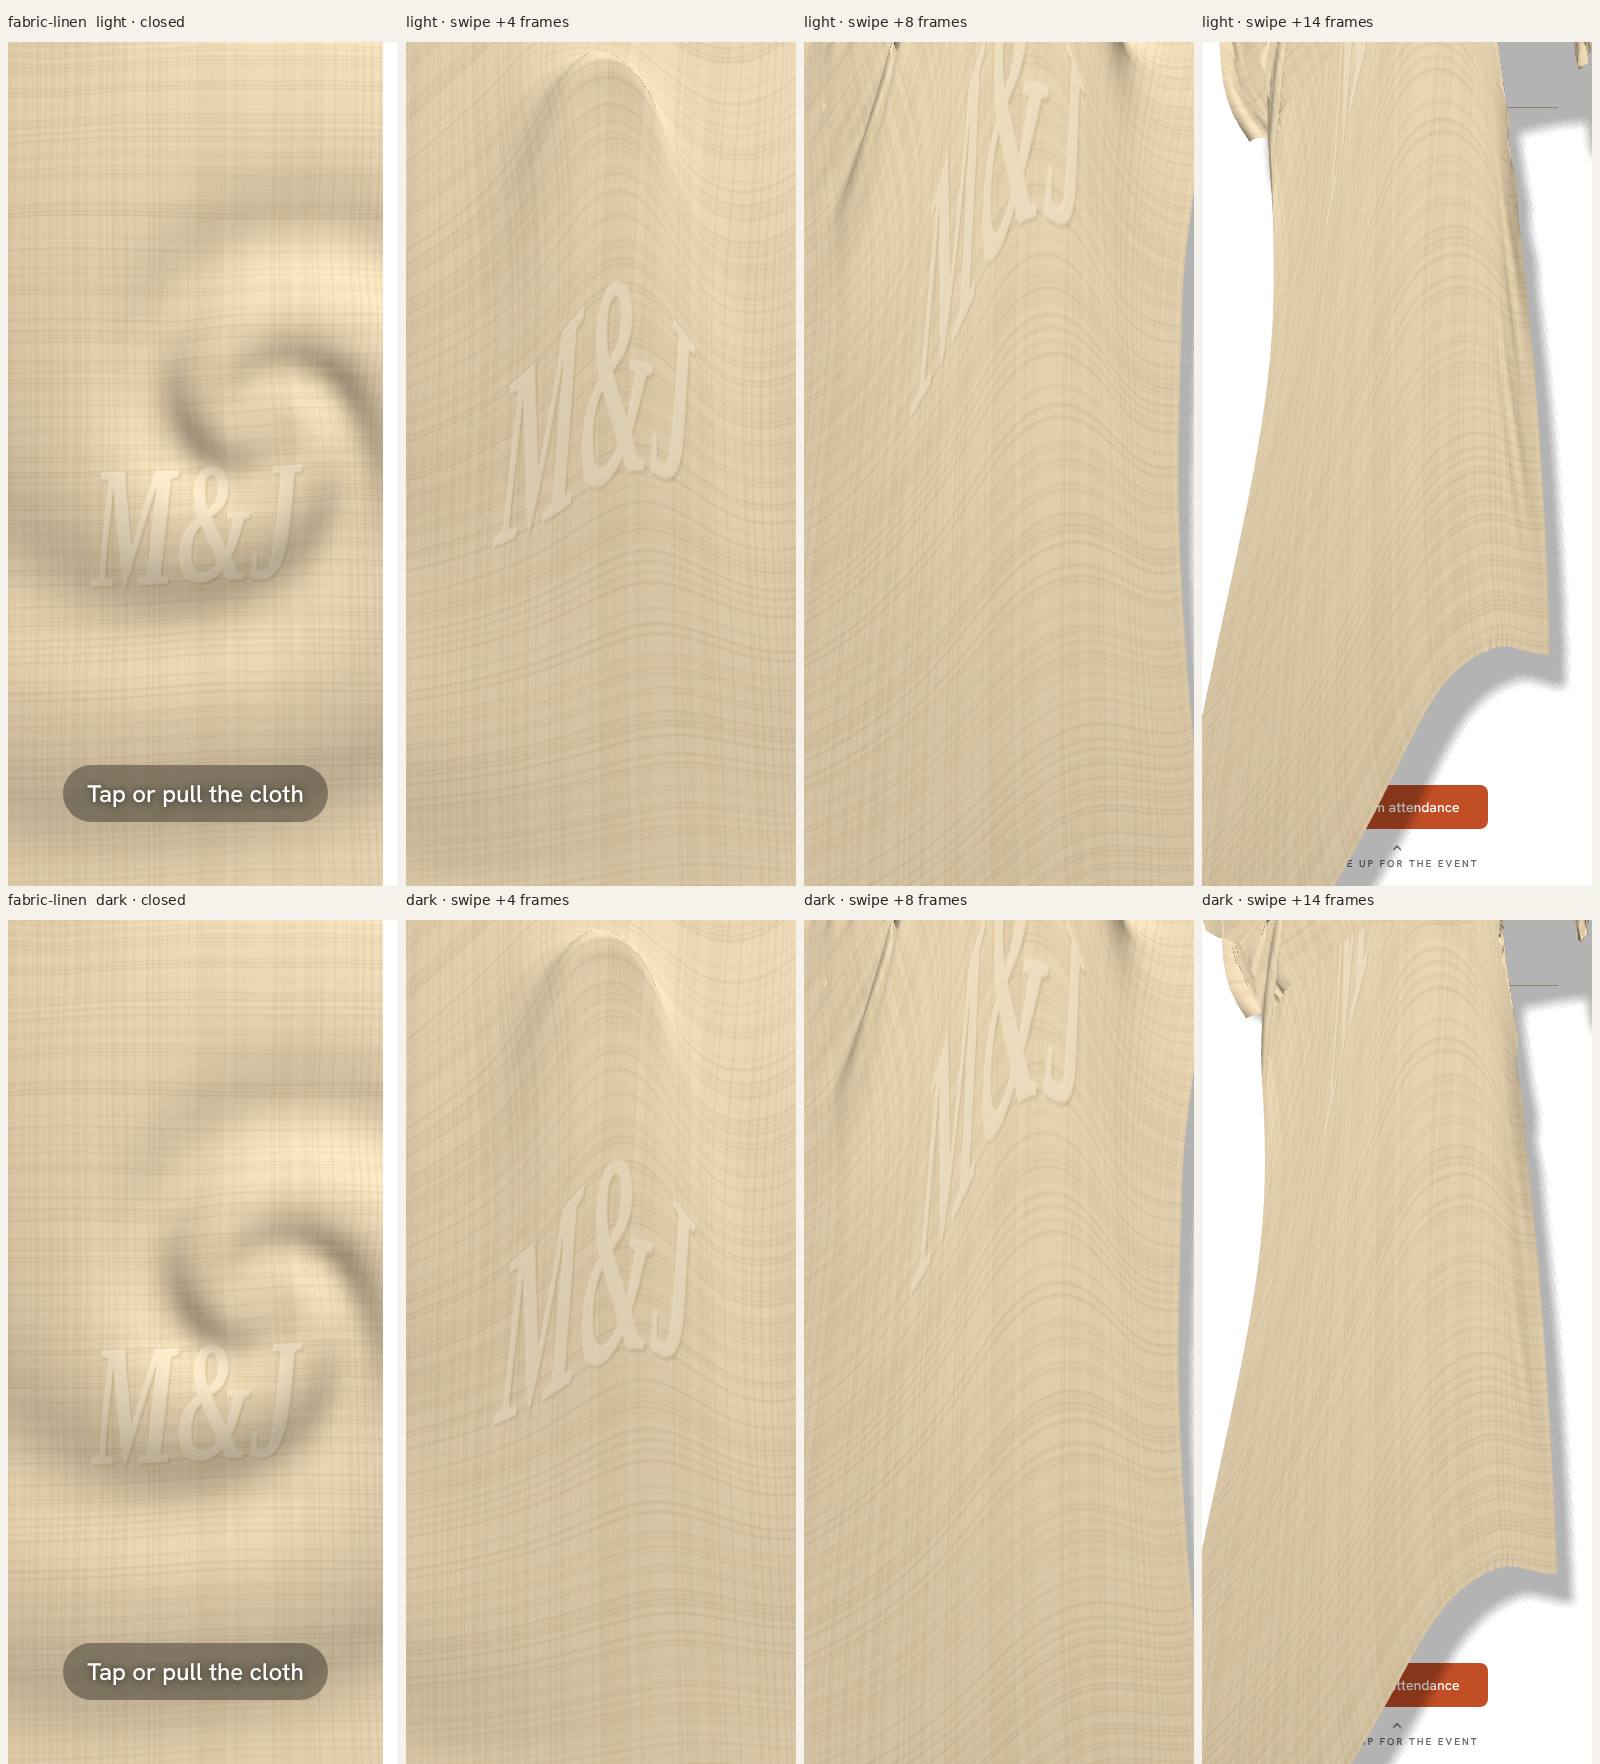 fabric-linen light · closed
light · swipe +4 frames
light · swipe +8 frames
light · swipe +14 frames
M&J
Tap or pull the cloth
M&J
M&J
attendance
UP FOR THE EVENT
fabric-linen dark · closed
dark · swipe +4 frames
dark · swipe +8 frames
dark · swipe +14 frames
M&J
Tap or pull the cloth
M&J
M&J
ttendance
FOR THE EVENT